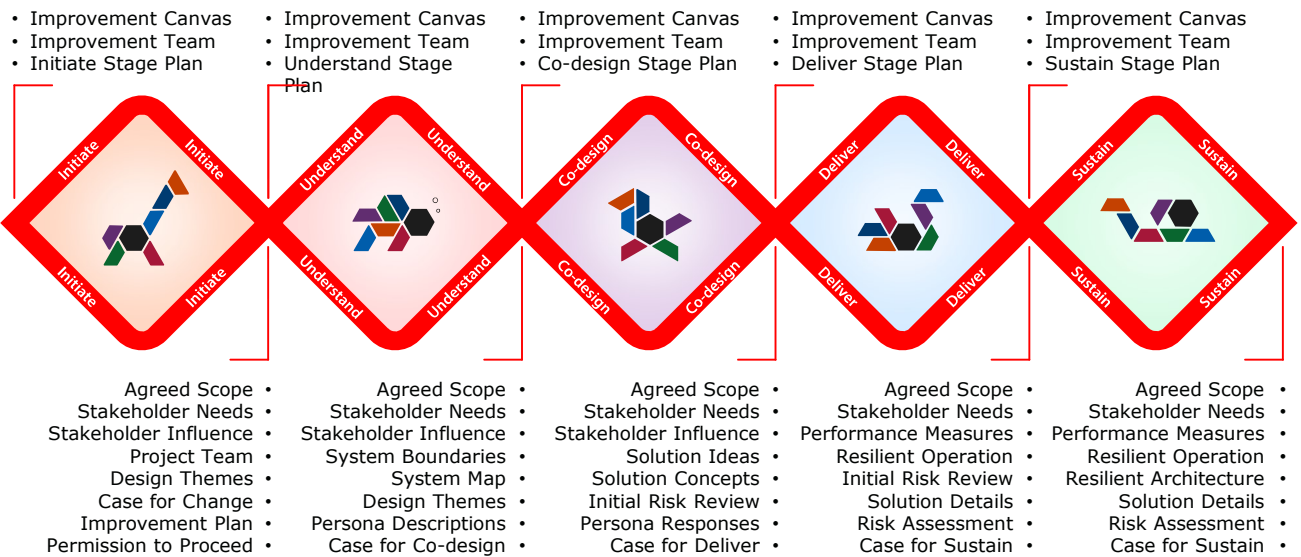 • Improvement Canvas
• Improvement Team
• Initiate Stage Plan
• Improvement Canvas
• Improvement Team
• Understand Stage
Plan
• Improvement Canvas
• Improvement Team
• Co-design Stage Plan
• Improvement Canvas
• Improvement Team
• Deliver Stage Plan
• Improvement Canvas
• Improvement Team
• Sustain Stage Plan
Initiate
Initiate
Initiate
Initiate
Understand
Understand
Understand
Understand
Co-design
Co-design
Co-design
Co-design
Deliver
Deliver
Deliver
Deliver
Sustain
Sustain
Sustain
Sustain
Agreed Scope •
Stakeholder Needs •
Stakeholder Influence •
Project Team •
Design Themes •
Case for Change •
Improvement Plan •
Permission to Proceed •
Agreed Scope •
Stakeholder Needs •
Stakeholder Influence •
System Boundaries •
System Map •
Design Themes •
Persona Descriptions •
Case for Co-design •
Agreed Scope •
Stakeholder Needs •
Stakeholder Influence •
Solution Ideas •
Solution Concepts •
Initial Risk Review •
Persona Responses •
Case for Deliver •
Agreed Scope •
Stakeholder Needs •
Performance Measures •
Resilient Operation •
Initial Risk Review •
Solution Details •
Risk Assessment •
Case for Sustain •
Agreed Scope •
Stakeholder Needs •
Performance Measures •
Resilient Operation •
Resilient Architecture •
Solution Details •
Risk Assessment •
Case for Sustain •